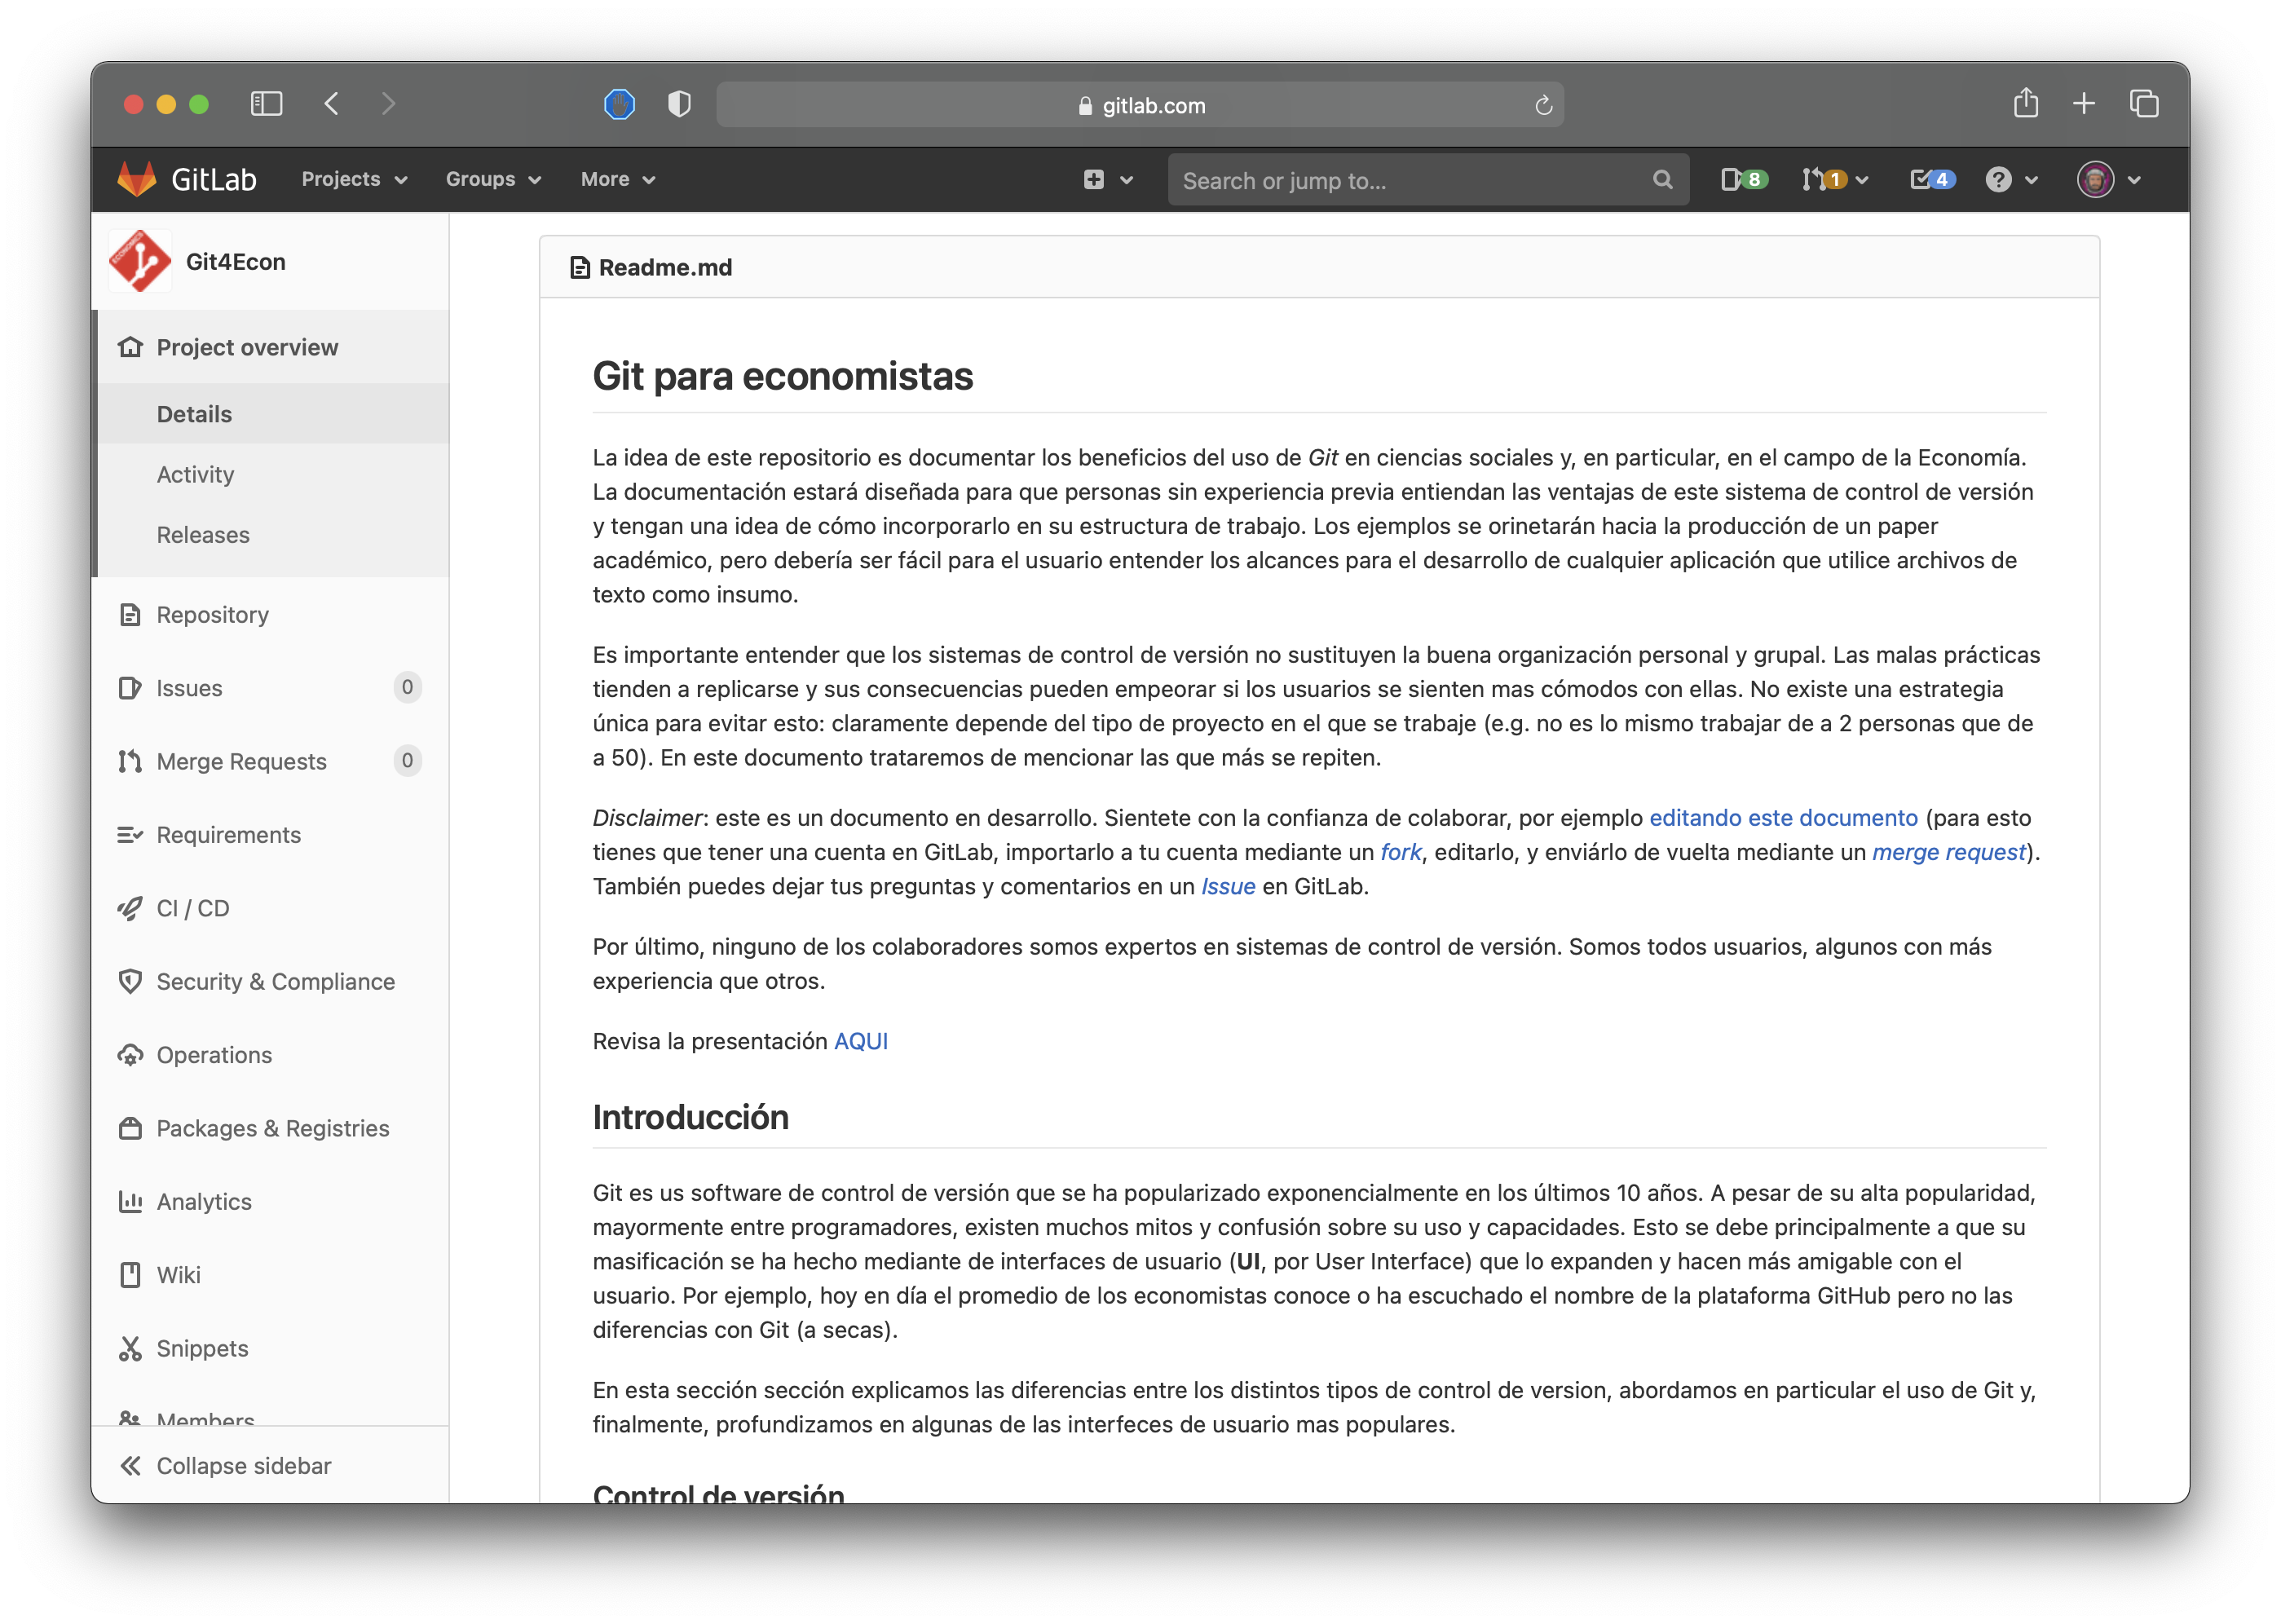 gitlab.com
GitLab Projects Groups More Search or jump to... 8 1 4
Git4Econ
Project overview
Details
Activity
Releases
Repository
Issues 0
Merge Requests 0
Requirements
CI / CD
Security & Compliance
Operations
Packages & Registries
Analytics
Wiki
Snippets
Members
Collapse sidebar
Readme.md
Git para economistas
La idea de este repositorio es documentar los beneficios del uso de Git en ciencias sociales y, en particular, en el campo de la Economía.
La documentación estará diseñada para que personas sin experiencia previa entiendan las ventajas de este sistema de control de versión
y tengan una idea de cómo incorporarlo en su estructura de trabajo. Los ejemplos se orinetarán hacia la producción de un paper
académico, pero debería ser fácil para el usuario entender los alcances para el desarrollo de cualquier aplicación que utilice archivos de
texto como insumo.
Es importante entender que los sistemas de control de versión no sustituyen la buena organización personal y grupal. Las malas prácticas
tienden a replicarse y sus consecuencias pueden empeorar si los usuarios se sienten mas cómodos con ellas. No existe una estrategia
única para evitar esto: claramente depende del tipo de proyecto en el que se trabaje (e.g. no es lo mismo trabajar de a 2 personas que de
a 50). En este documento trataremos de mencionar las que más se repiten.
Disclaimer: este es un documento en desarrollo. Sientete con la confianza de colaborar, por ejemplo editando este documento (para esto
tienes que tener una cuenta en GitLab, importarlo a tu cuenta mediante un fork, editarlo, y enviárlo de vuelta mediante un merge request).
También puedes dejar tus preguntas y comentarios en un Issue en GitLab.
Por último, ninguno de los colaboradores somos expertos en sistemas de control de versión. Somos todos usuarios, algunos con más
experiencia que otros.
Revisa la presentación AQUI
Introducción
Git es us software de control de versión que se ha popularizado exponencialmente en los últimos 10 años. A pesar de su alta popularidad,
mayormente entre programadores, existen muchos mitos y confusión sobre su uso y capacidades. Esto se debe principalmente a que su
masificación se ha hecho mediante de interfaces de usuario (UI, por User Interface) que lo expanden y hacen más amigable con el
usuario. Por ejemplo, hoy en día el promedio de los economistas conoce o ha escuchado el nombre de la plataforma GitHub pero no las
diferencias con Git (a secas).
En esta sección sección explicamos las diferencias entre los distintos tipos de control de version, abordamos en particular el uso de Git y,
finalmente, profundizamos en algunas de las interfeces de usuario mas populares.
Control de versión